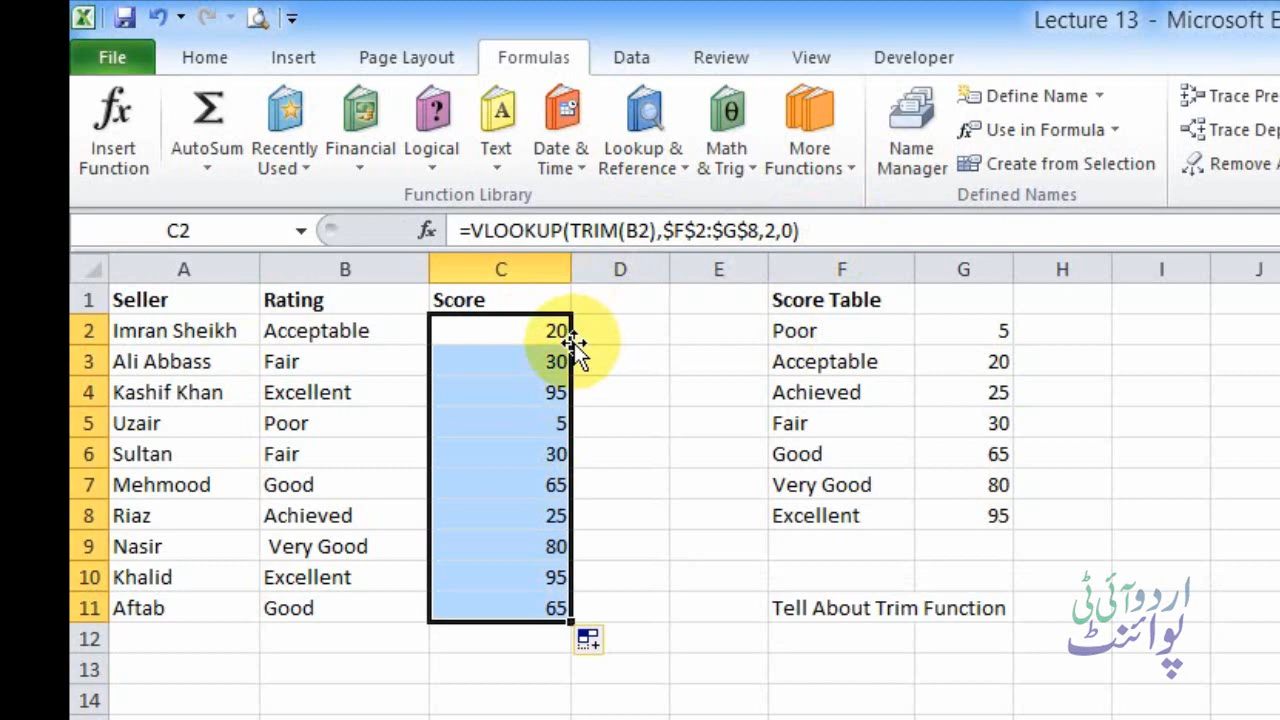 Lecture 13 - Microsoft E
File Home Insert Page Layout Formulas Data Review View Developer
fx Σ ? A θ
Insert Function
AutoSum
Recently Used
Financial
Logical
Text
Date & Time
Lookup & Reference
Math & Trig
More Functions
Function Library
Name Manager
Define Name
Use in Formula
Create from Selection
Defined Names
Trace Pre
Trace Dep
Remove A
C2 fx =VLOOKUP(TRIM(B2),$F$2:$G$8,2,0)
A B C D E F G H I J
1 Seller Rating Score Score Table
2 Imran Sheikh Acceptable 20 Poor 5
3 Ali Abbass Fair 30 Acceptable 20
4 Kashif Khan Excellent 95 Achieved 25
5 Uzair Poor 5 Fair 30
6 Sultan Fair 30 Good 65
7 Mehmood Good 65 Very Good 80
8 Riaz Achieved 25 Excellent 95
9 Nasir Very Good 80
10 Khalid Excellent 95
11 Aftab Good 65 Tell About Trim Function
12
13
14
اردو آئی ٹی
پوائنٹ